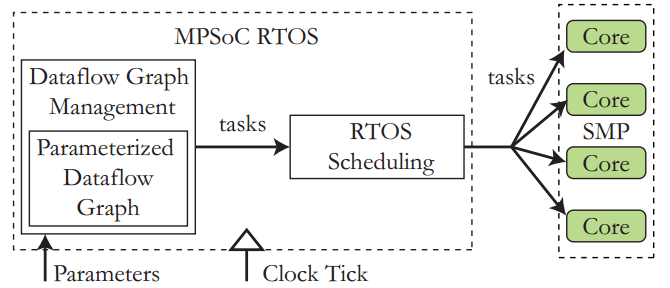 MPSoC RTOS
Dataflow Graph
Management
Parameterized
Dataflow
Graph
tasks
RTOS
Scheduling
tasks
Core
Core
SMP
Core
Core
Parameters
Clock Tick